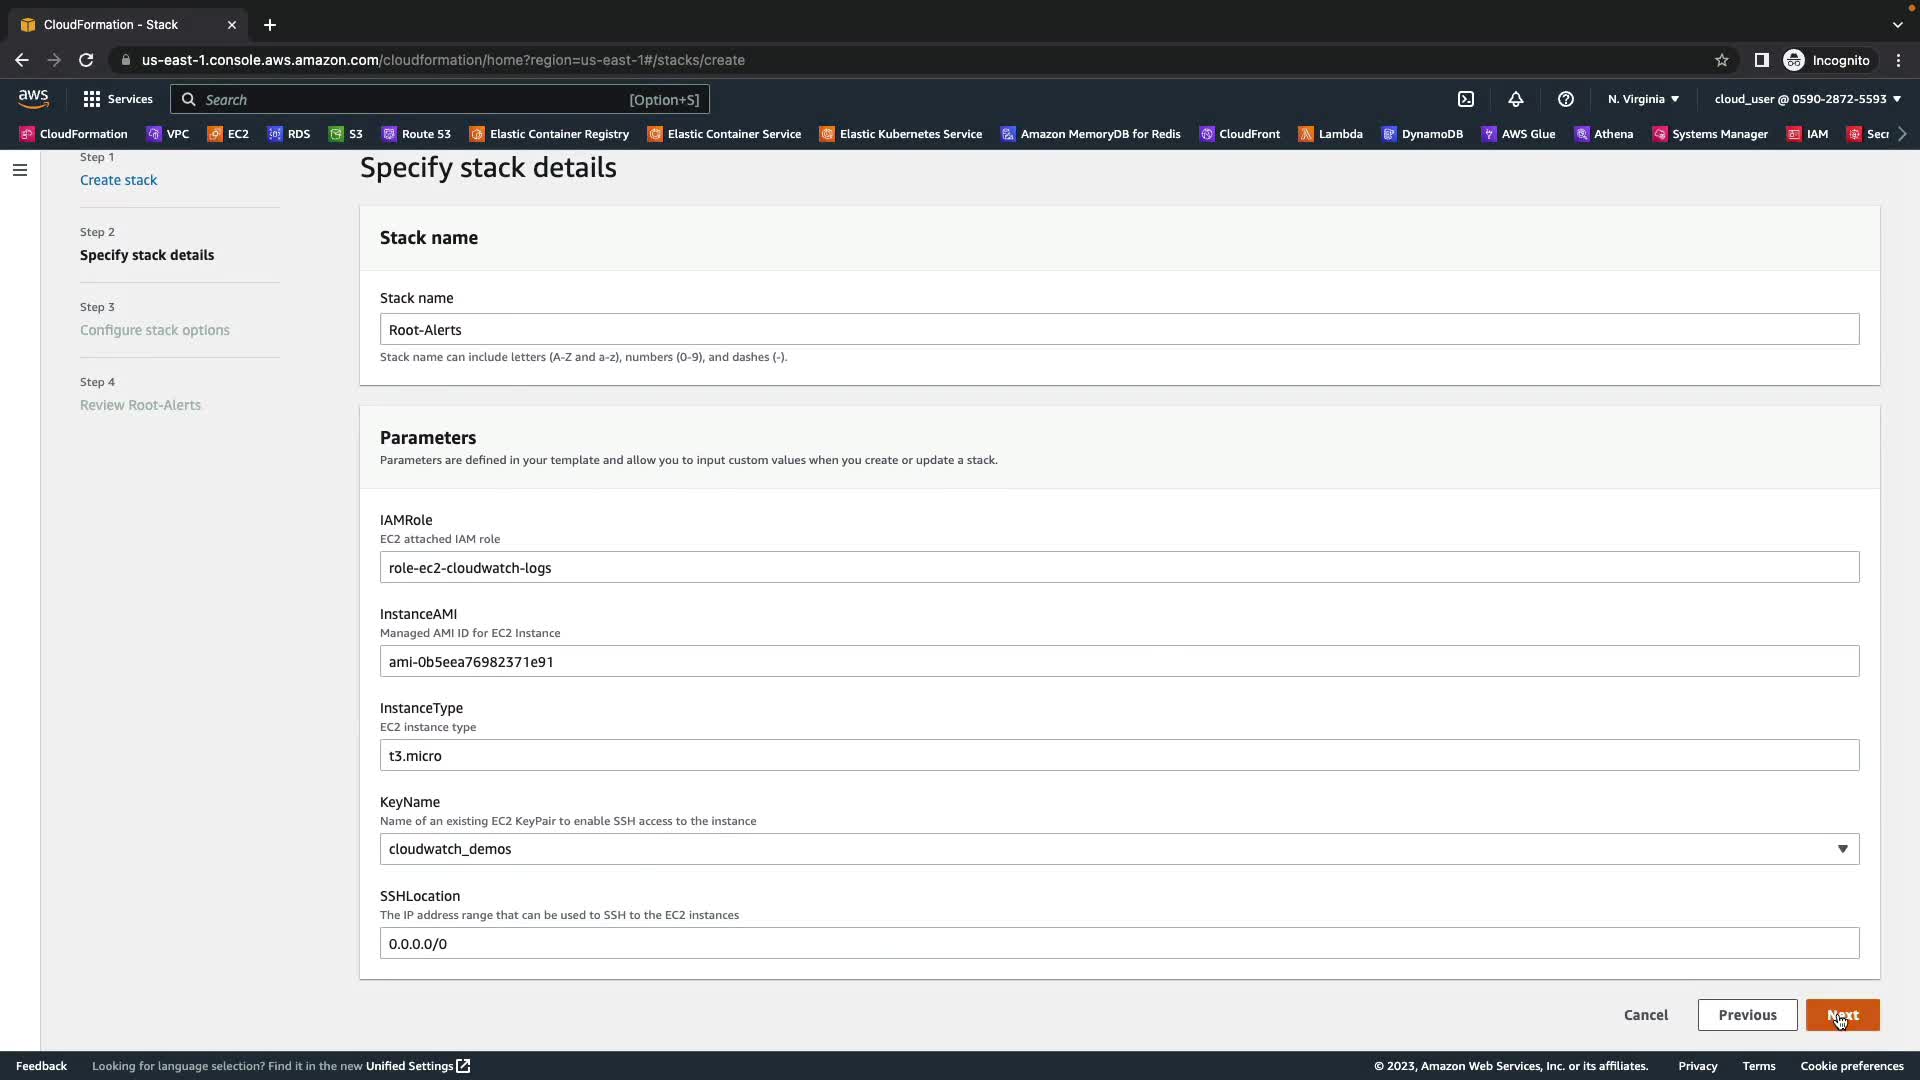 CloudFormation - Stack
us-east-1.console.aws.amazon.com/cloudformation/home?region=us-east-1#/stacks/create
Incognito
aws
Services
Search
[Option+S]
N. Virginia
cloud_user @ 0590-2872-5593
CloudFormation VPC EC2 RDS S3 Route 53 Elastic Container Registry Elastic Container Service Elastic Kubernetes Service Amazon MemoryDB for Redis CloudFront Lambda DynamoDB AWS Glue Athena Systems Manager IAM Secr
Step 1
Create stack
Step 2
Specify stack details
Step 3
Configure stack options
Step 4
Review Root-Alerts
Specify stack details
Stack name
Stack name
Root-Alerts
Stack name can include letters (A-Z and a-z), numbers (0-9), and dashes (-).
Parameters
Parameters are defined in your template and allow you to input custom values when you create or update a stack.
IAMRole
EC2 attached IAM role
role-ec2-cloudwatch-logs
InstanceAMI
Managed AMI ID for EC2 Instance
ami-0b5eea76982371e91
InstanceType
EC2 instance type
t3.micro
KeyName
Name of an existing EC2 KeyPair to enable SSH access to the instance
cloudwatch_demos
SSHLocation
The IP address range that can be used to SSH to the EC2 instances
0.0.0.0/0
Cancel
Previous
Next
Feedback
Looking for language selection? Find it in the new Unified Settings
© 2023, Amazon Web Services, Inc. or its affiliates.
Privacy
Terms
Cookie preferences